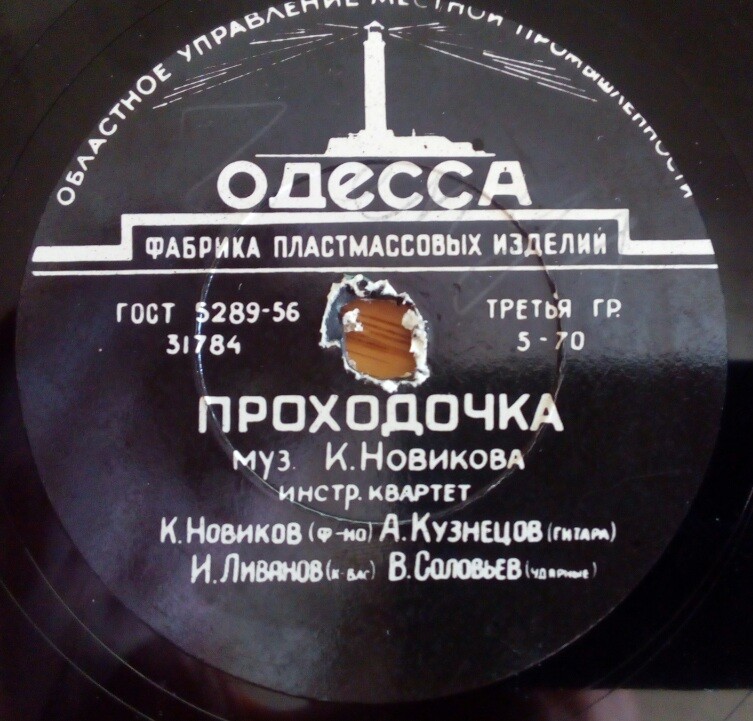 ОБЛАСТНОЕ УПРАВЛЕНИЕ МЕСТНОЙ ПРОМЫШЛЕННОСТИ
ОДЕССА
ФАБРИКА ПЛАСТМАССОВЫХ ИЗДЕЛИЙ
ГОСТ 5289-56 ТРЕТЬЯ ГР.
31784 5-70
ПРОХОДОЧКА
МУЗ. К. НОВИКОВА
ИНСТР. КВАРТЕТ
К. НОВИКОВ (Ф-НО) А. КУЗНЕЦОВ (ГИТАРА)
И. ЛИВАНОВ (К-БАС) В. СОЛОВЬЕВ (УДАРНЫЕ)